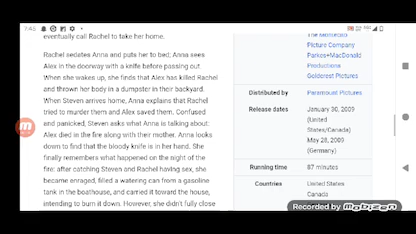 7:45
eventually call Rachel to take her home.
Rachel sedates Anna and puts her to bed; Anna sees
Alex in the doorway with a knife before passing out.
When she wakes up, she finds that Alex has killed Rachel
and thrown her body in a dumpster in their backyard.
When Steven arrives home, Anna explains that Rachel
tried to murder them and Alex saved them. Confused
and panicked, Steven asks what Anna is talking about:
Alex died in the fire along with their mother. Anna looks
down to find that the bloody knife is in her hand. She
finally remembers what happened on the night of the
fire: after catching Steven and Rachel having sex, she
became enraged, filled a watering can from a gasoline
tank in the boathouse, and carried it toward the house,
intending to burn it down. However, she didn't fully close
The Montecito
Picture Company
Parkes+MacDonald
Productions
Goldcrest Pictures
Distributed by Paramount Pictures
Release dates January 30, 2009
(United
States/Canada)
May 28, 2009
(Germany)
Running time 87 minutes
Countries United States
Canada
Recorded by Mobizen